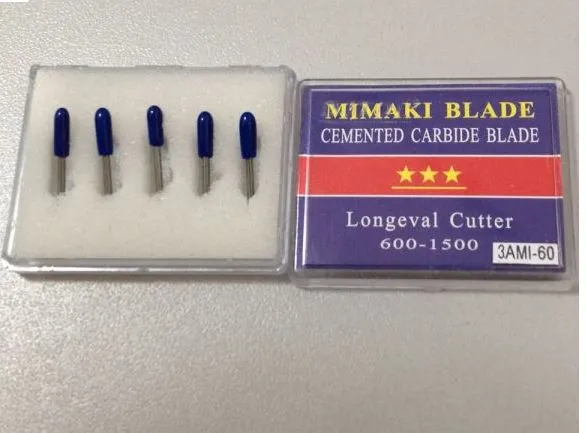 MIMAKI BLADE
CEMENTED CARBIDE BLADE
★★★
Longeval Cutter
600-1500
3AMI-60